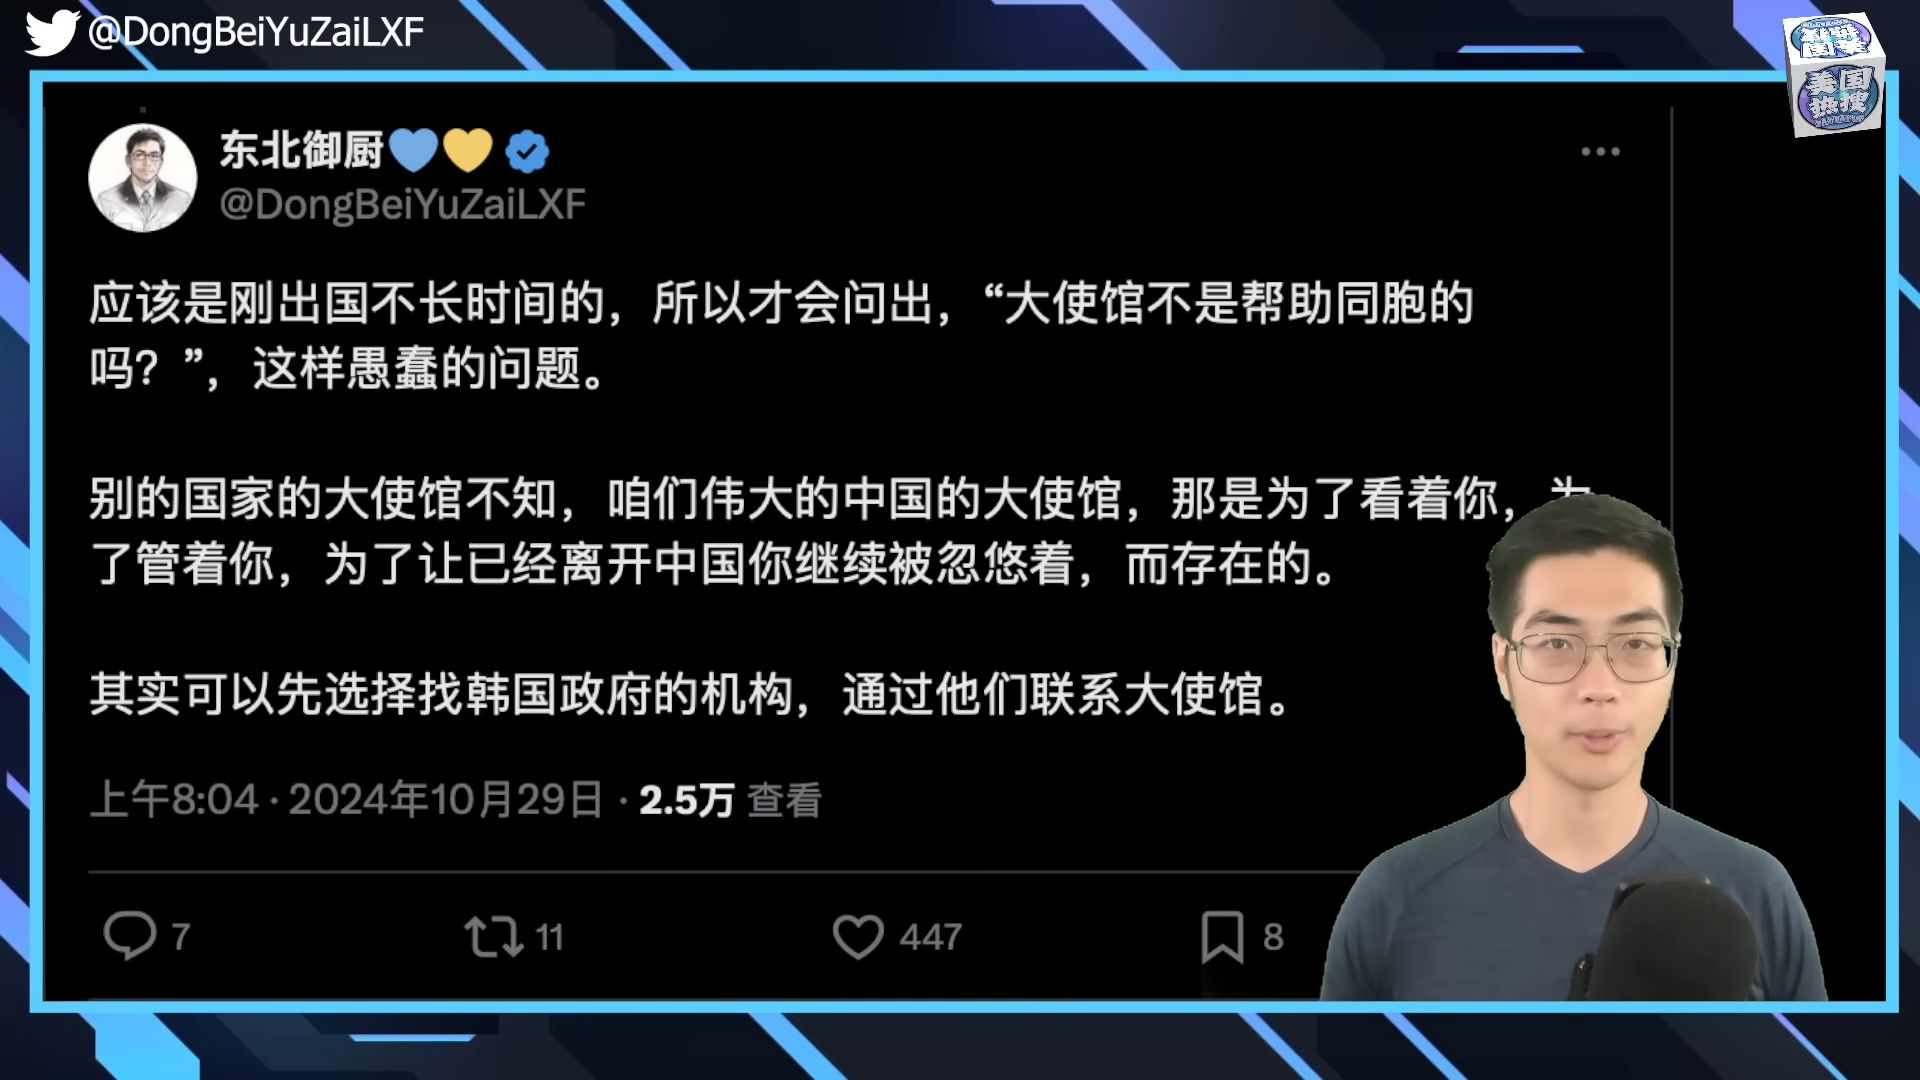 @DongBeiYuZaiLXF
美国
热搜
东北御厨
@DongBeiYuZaiLXF
应该是刚出国不长时间的，所以才会问出，“大使馆不是帮助同胞的
吗？”，这样愚蠢的问题。
别的国家的大使馆不知，咱们伟大的中国的大使馆，那是为了看着你，为
了管着你，为了让已经离开中国你继续被忽悠着，而存在的。
其实可以先选择找韩国政府的机构，通过他们联系大使馆。
上午8:04 · 2024年10月29日 · 2.5万 查看
7 11 447 8